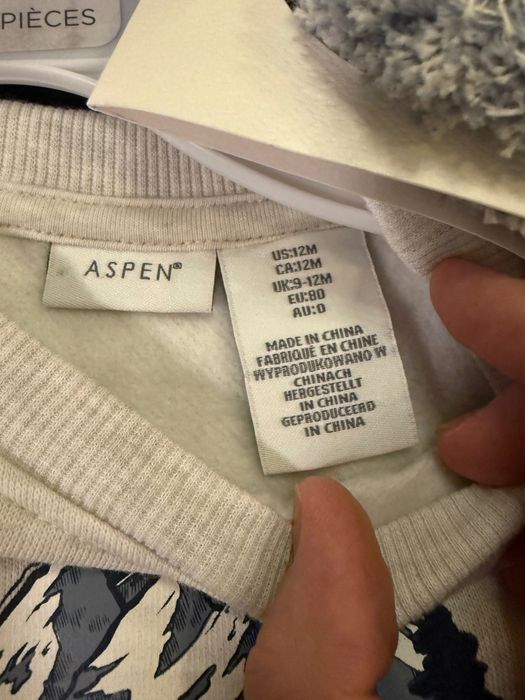 PIÈCES
ASPEN®
US:12M
CA:12M
UK:9-12M
EU:80
AU:0
MADE IN CHINA
FABRIQUÉ EN CHINE
WYPRODUKOWANO W
CHINACH
HERGESTELLT
IN CHINA
GEPRODUCEERD
IN CHINA